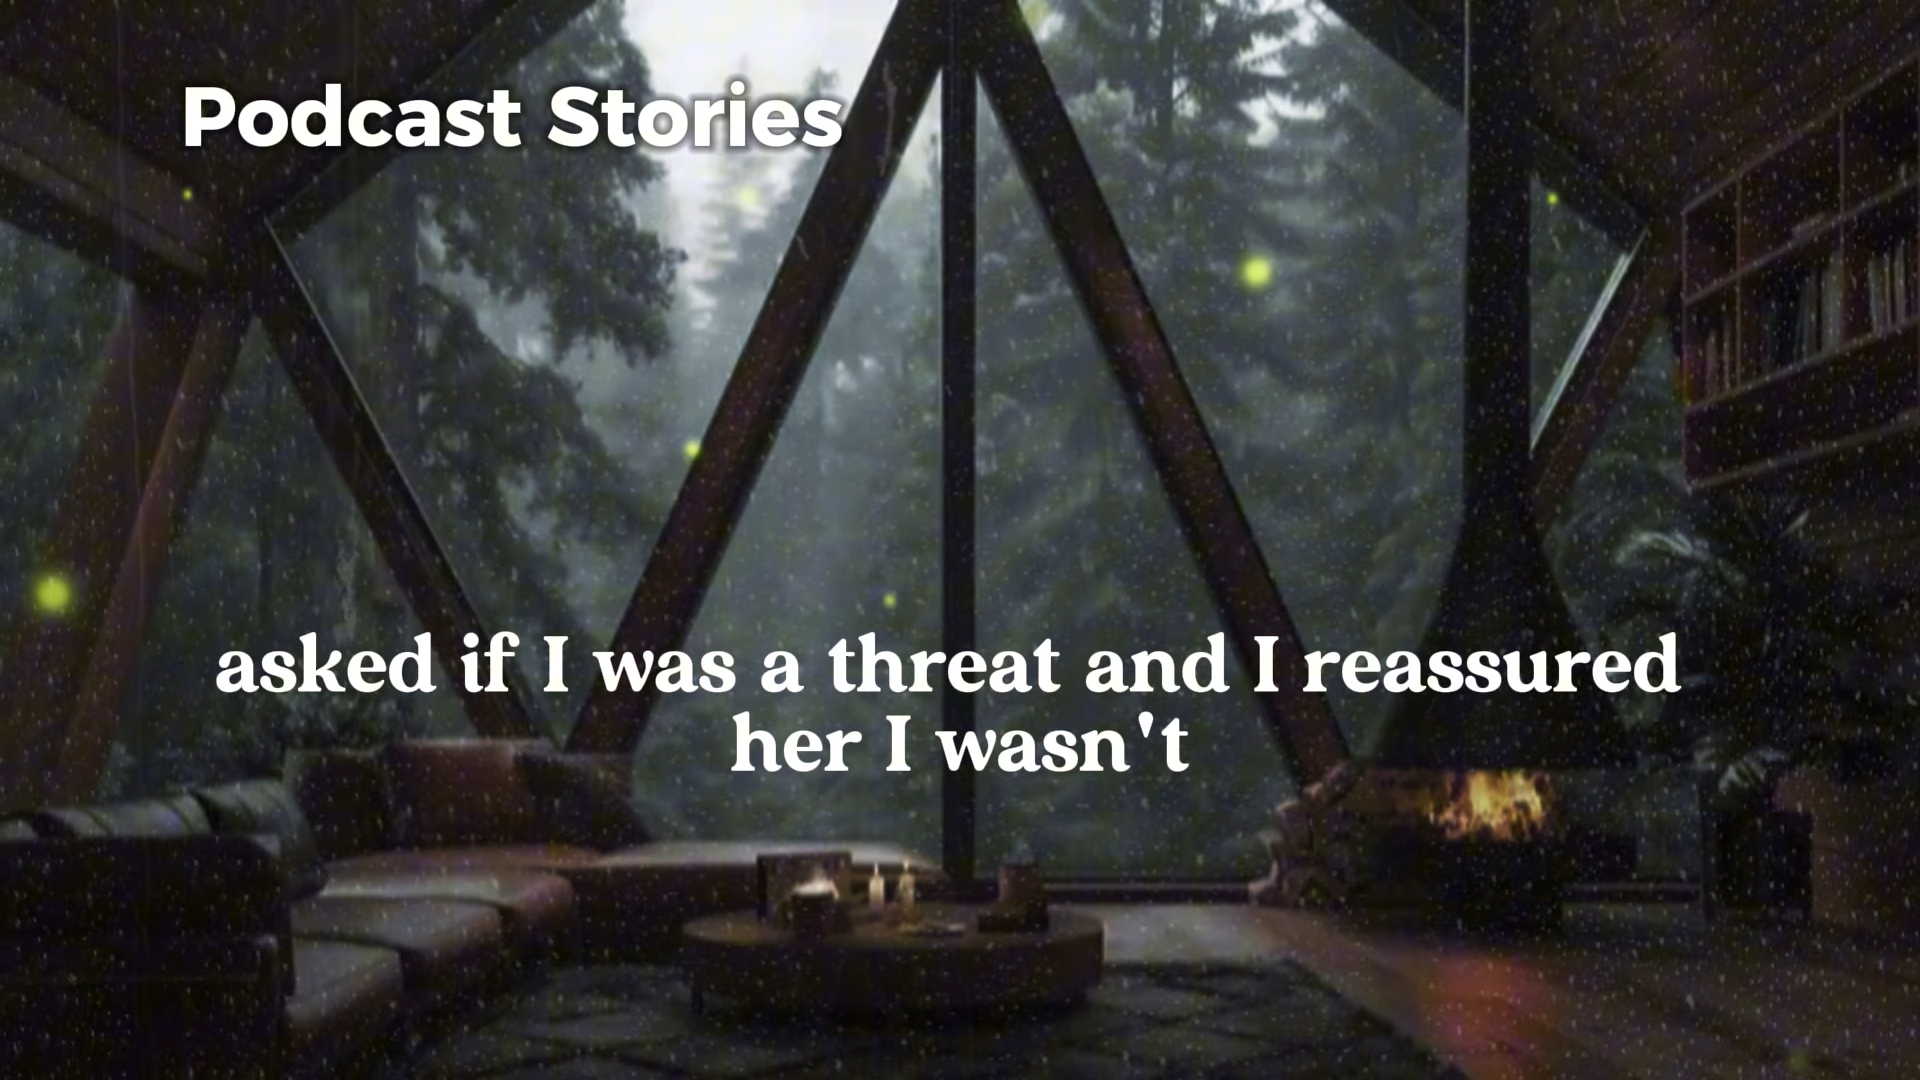 Podcast Stories
asked if I was a threat and I reassured
her I wasn't